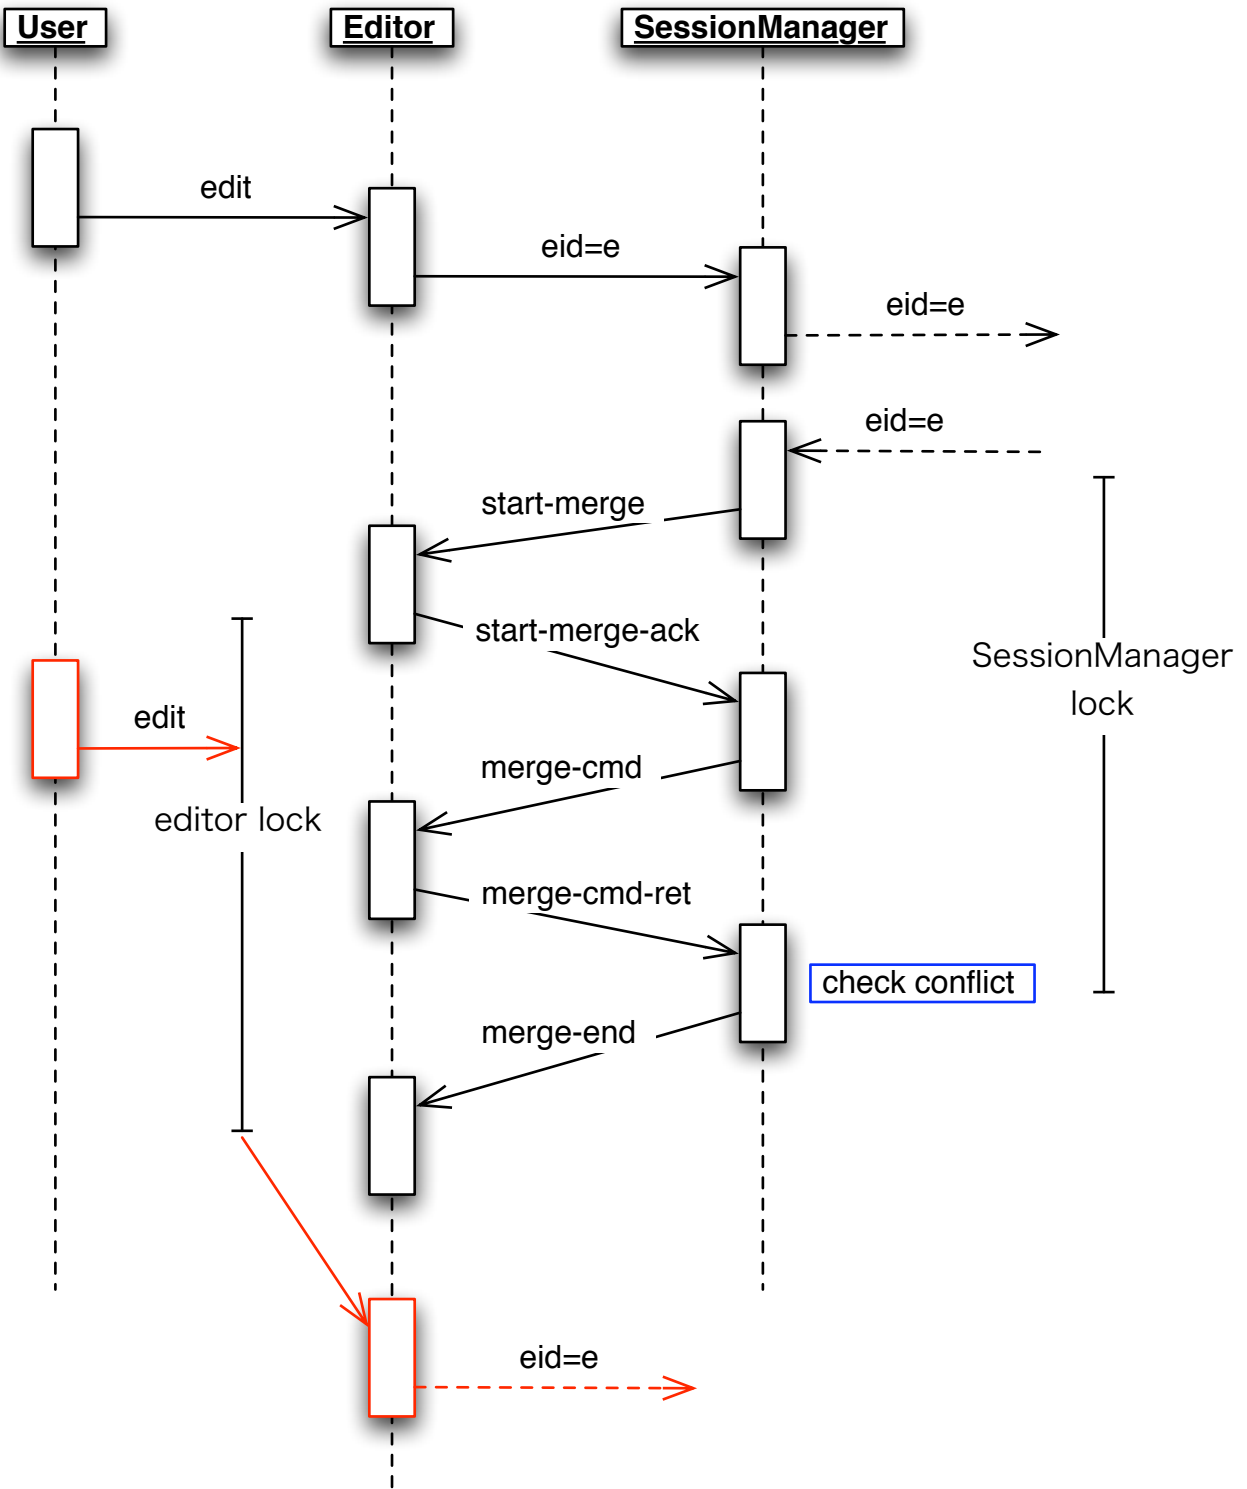 User
Editor
SessionManager
edit
eid=e
eid=e
eid=e
start-merge
start-merge-ack
SessionManager
lock
edit
merge-cmd
editor lock
merge-cmd-ret
check conflict
merge-end
eid=e